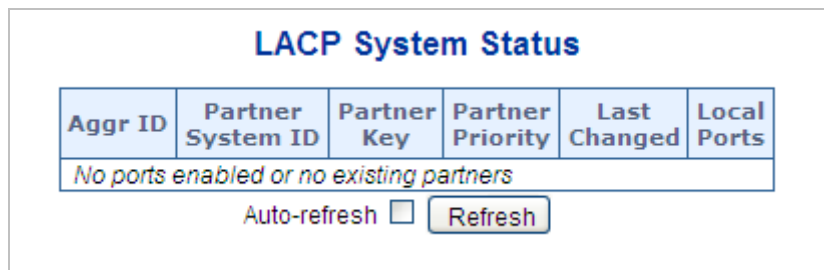 LACP System Status
Aggr ID Partner System ID Partner Key Partner Priority Last Changed Local Ports
No ports enabled or no existing partners
Auto-refresh Refresh